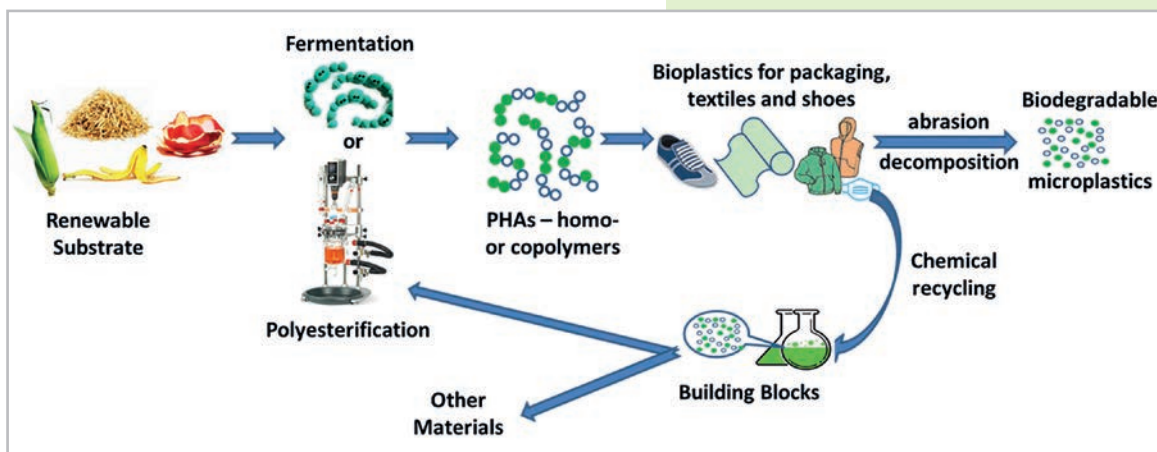 Fermentation
or
Polyesterification
Renewable
Substrate
PHAs – homo-
or copolymers
Bioplastics for packaging,
textiles and shoes
abrasion
decomposition
Biodegradable
microplastics
Chemical
recycling
Building Blocks
Other
Materials